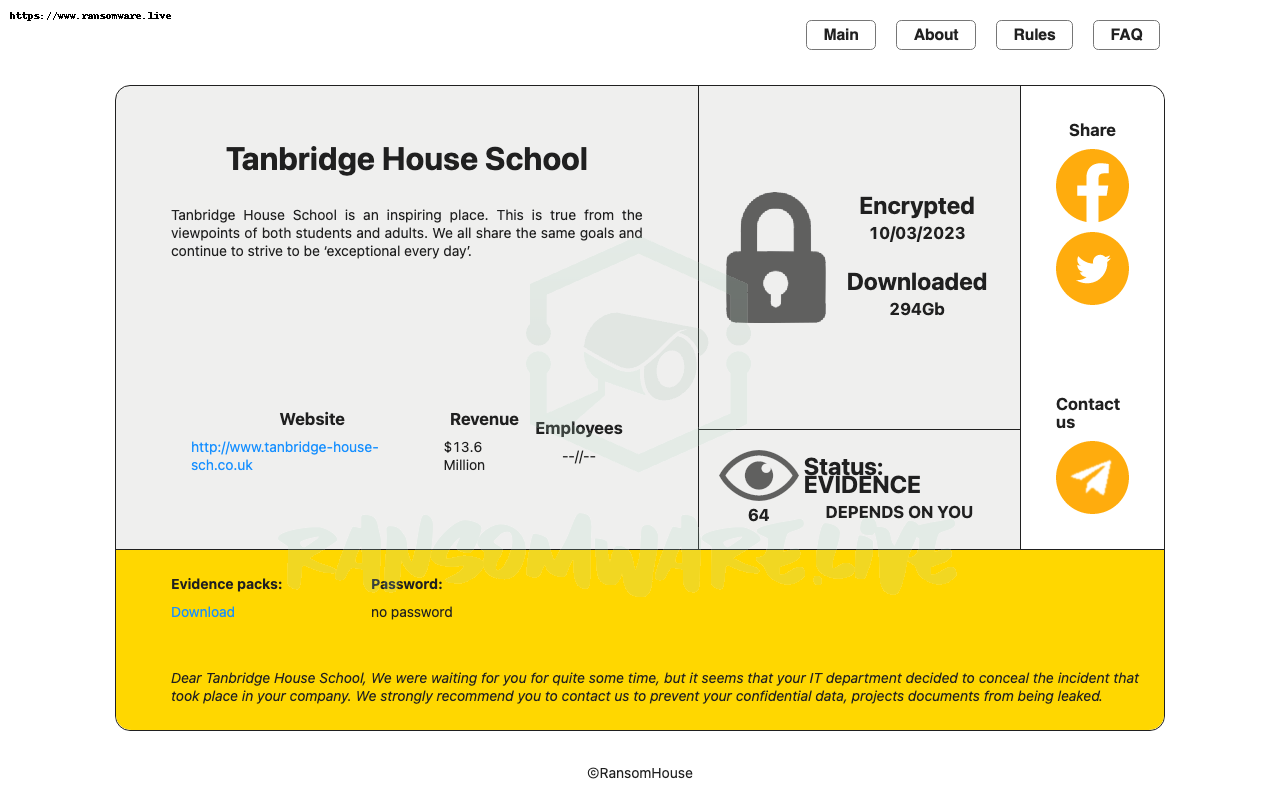 https://www.ransomware.live
Main
About
Rules
FAQ
Tanbridge House School
Tanbridge House School is an inspiring place. This is true from the
viewpoints of both students and adults. We all share the same goals and
continue to strive to be ‘exceptional every day’.
Website
http://www.tanbridge-house-
sch.co.uk
Revenue
$13.6
Million
Employees
--//--
Encrypted
10/03/2023
Downloaded
294Gb
64
Status:
EVIDENCE
DEPENDS ON YOU
Share
Contact
us
RANSOMWARE.LIVE
Evidence packs:
Download
Password:
no password
Dear Tanbridge House School, We were waiting for you for quite some time, but it seems that your IT department decided to conceal the incident that
took place in your company. We strongly recommend you to contact us to prevent your confidential data, projects documents from being leaked.
©RansomHouse